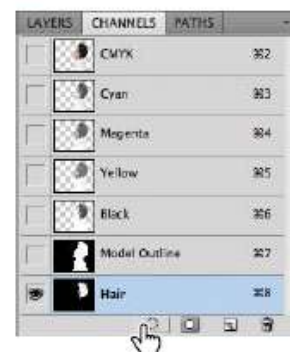 LAYERS CHANNELS PATHS
CMYK ⌘2
Cyan ⌘3
Magenta ⌘4
Yellow ⌘5
Black ⌘6
Model Outline ⌘7
Hair ⌘8